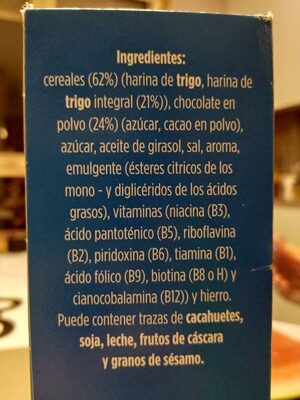 Ingredientes:
cereales (62%) (harina de trigo, harina de
trigo integral (21%)), chocolate en
polvo (24%) (azúcar, cacao en polvo),
azúcar, aceite de girasol, sal, aroma,
emulgente (ésteres cítricos de los
mono - y diglicéridos de los ácidos
grasos), vitaminas (niacina (B3),
ácido pantoténico (B5), riboflavina
(B2), piridoxina (B6), tiamina (B1),
ácido fólico (B9), biotina (B8 o H) y
cianocobalamina (B12)) y hierro.
Puede contener trazas de cacahuetes,
soja, leche, frutos de cáscara
y granos de sésamo.